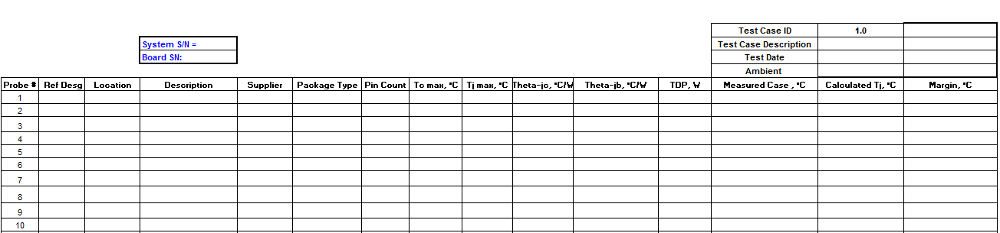 Test Case ID 1.0
System S/N =
Test Case Description
Board SN:
Test Date
Ambient
Probe # Ref Desg Location Description Supplier Package Type Pin Count Tc max, °C Tj max, °C Theta-jc, °C/W Theta-jb, °C/W TDP, W Measured Case , °C Calculated Tj, °C Margin, °C
1
2
3
4
5
6
7
8
9
10